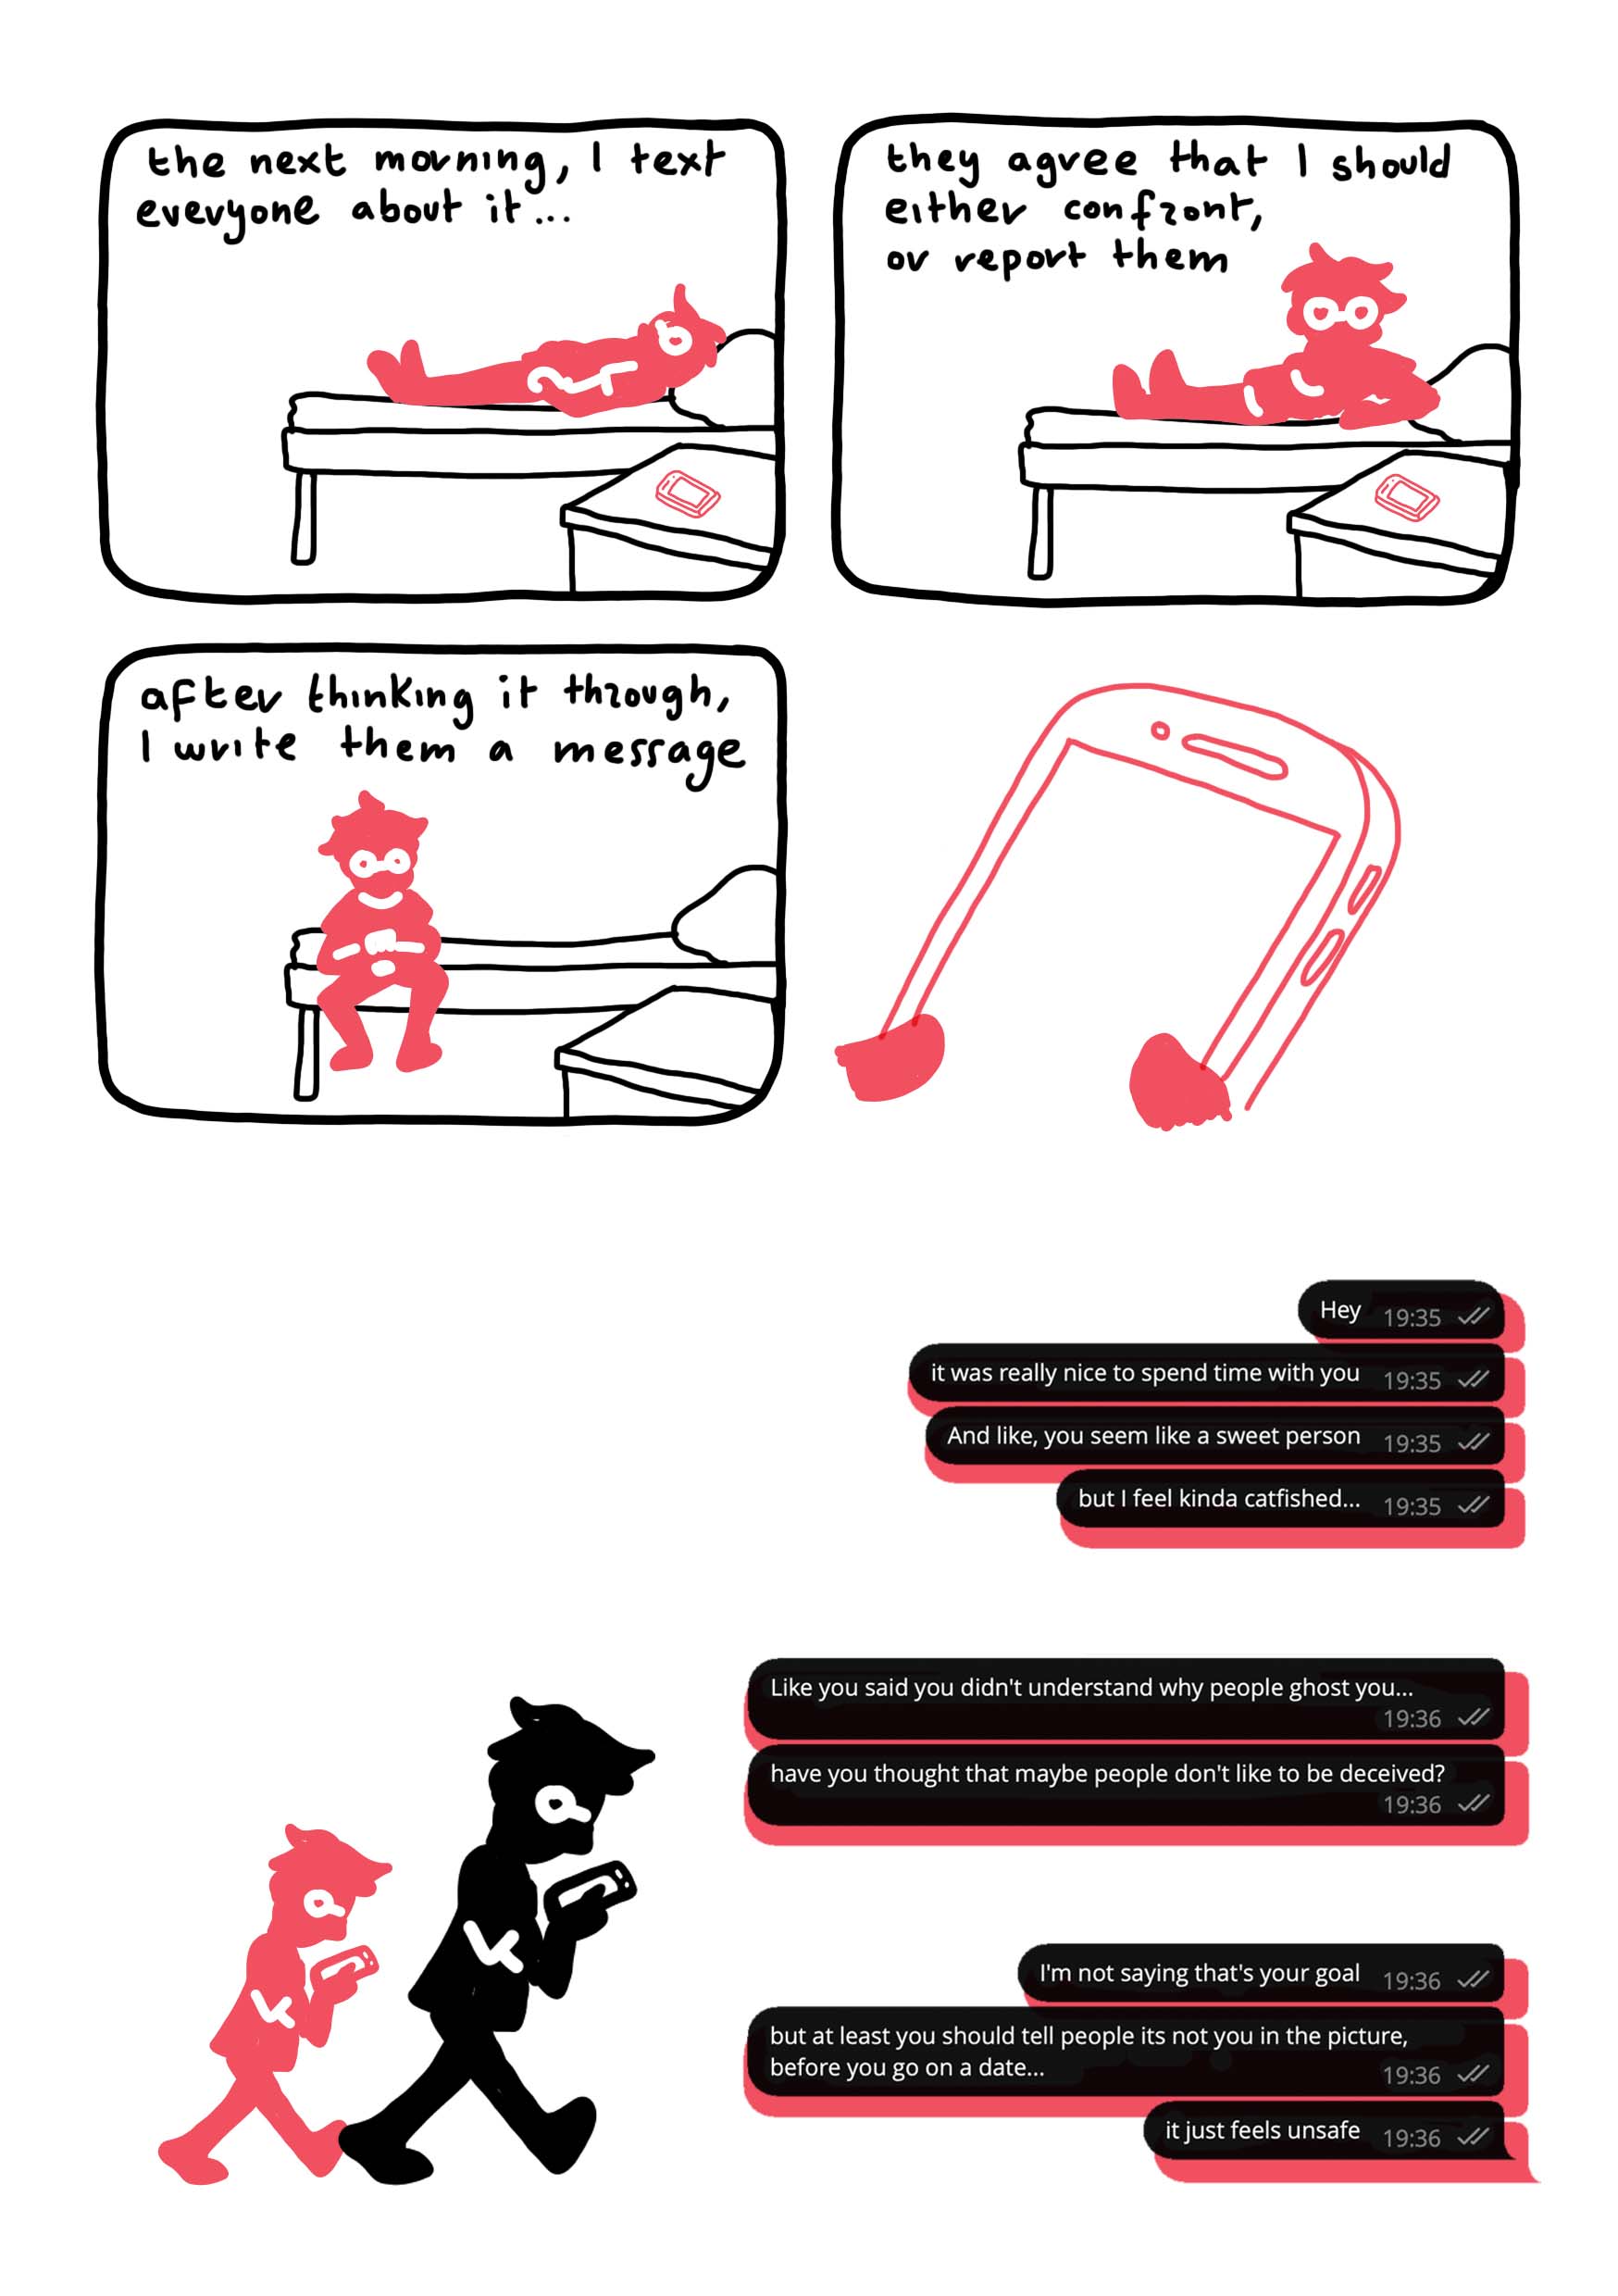 the next morning, I text
everyone about it...
they agree that I should
either confront,
or report them
after thinking it through,
I write them a message
Hey 19:35
it was really nice to spend time with you 19:35
And like, you seem like a sweet person 19:35
but I feel kinda catfished... 19:35
Like you said you didn't understand why people ghost you...
19:36
have you thought that maybe people don't like to be deceived?
19:36
I'm not saying that's your goal 19:36
but at least you should tell people its not you in the picture,
before you go on a date... 19:36
it just feels unsafe 19:36